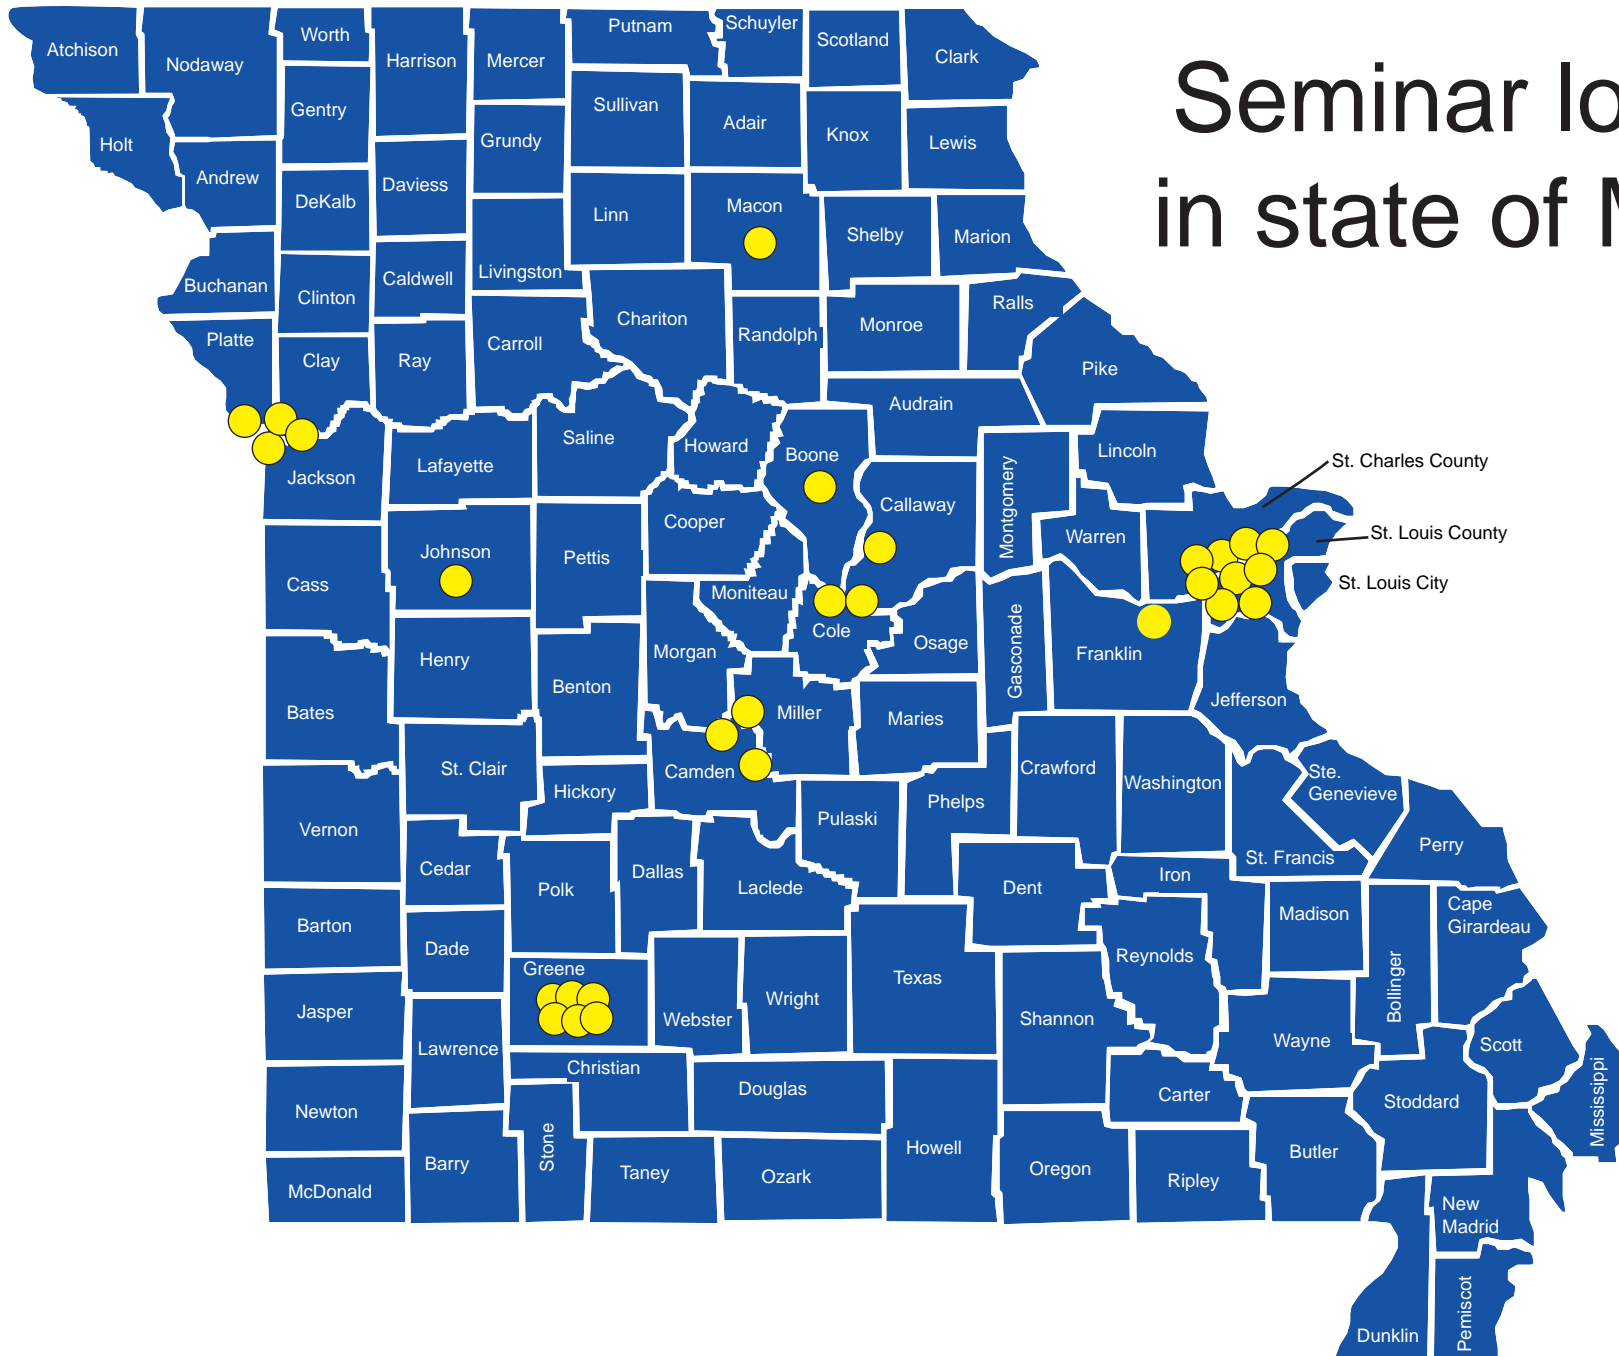 Seminar lo
in state of M
Atchison
Nodaway
Worth
Harrison
Mercer
Putnam
Schuyler
Scotland
Clark
Gentry
Sullivan
Adair
Knox
Lewis
Holt
Andrew
DeKalb
Daviess
Grundy
Linn
Macon
Shelby
Marion
Buchanan
Clinton
Caldwell
Livingston
Chariton
Randolph
Monroe
Ralls
Platte
Clay
Ray
Carroll
Pike
Audrain
Saline
Howard
Boone
Lincoln
Jackson
Lafayette
Cooper
Callaway
Montgomery
Warren
St. Charles County
St. Louis County
St. Louis City
Cass
Johnson
Pettis
Moniteau
Cole
Osage
Gasconade
Franklin
Jefferson
Bates
Henry
Benton
Morgan
Miller
Maries
St. Clair
Hickory
Camden
Pulaski
Phelps
Crawford
Washington
Ste.
Genevieve
Vernon
Cedar
Polk
Dallas
Laclede
Dent
Iron
St. Francis
Perry
Barton
Dade
Greene
Webster
Wright
Texas
Shannon
Reynolds
Madison
Bollinger
Cape
Girardeau
Jasper
Lawrence
Christian
Douglas
Howell
Carter
Wayne
Stoddard
Scott
Mississippi
Newton
McDonald
Barry
Stone
Taney
Ozark
Oregon
Ripley
Butler
New
Madrid
Dunklin
Pemiscot